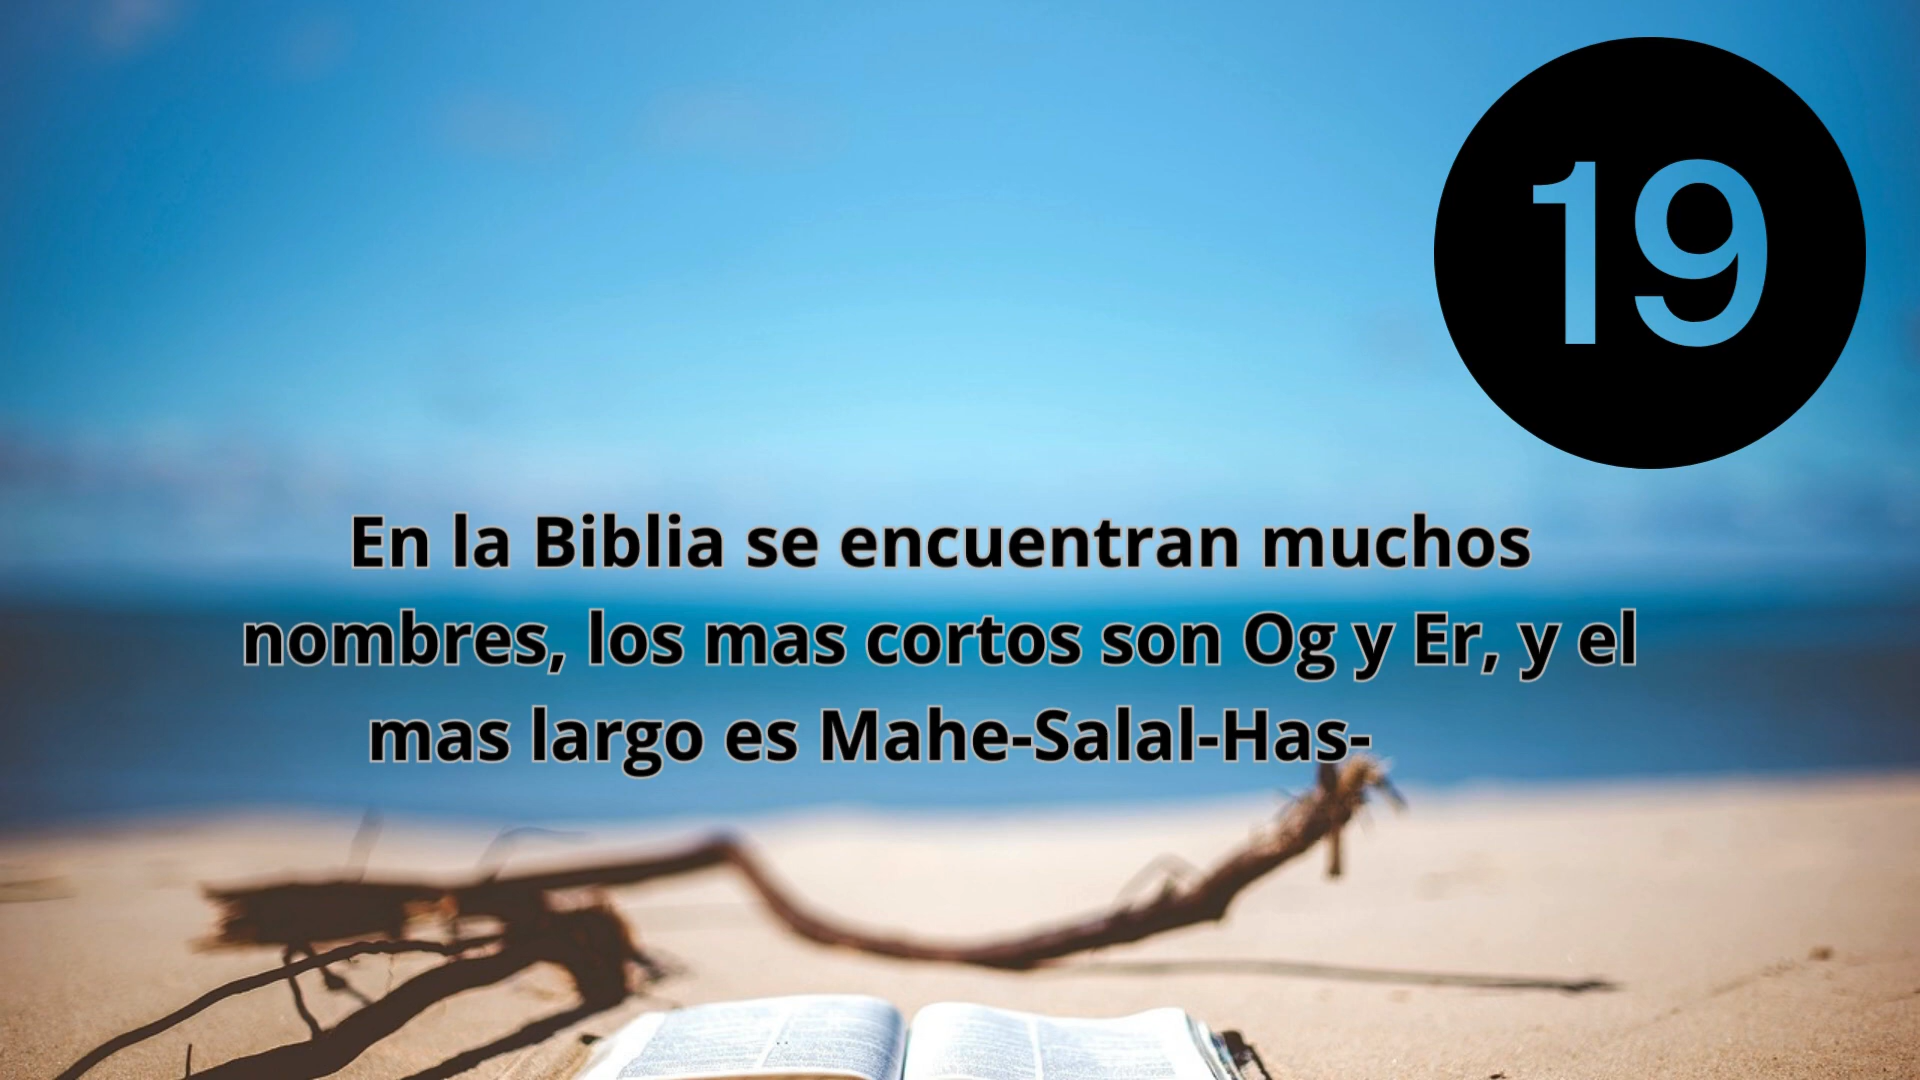 19
En la Biblia se encuentran muchos
nombres, los mas cortos son Og y Er, y el
mas largo es Mahe-Salal-Has-